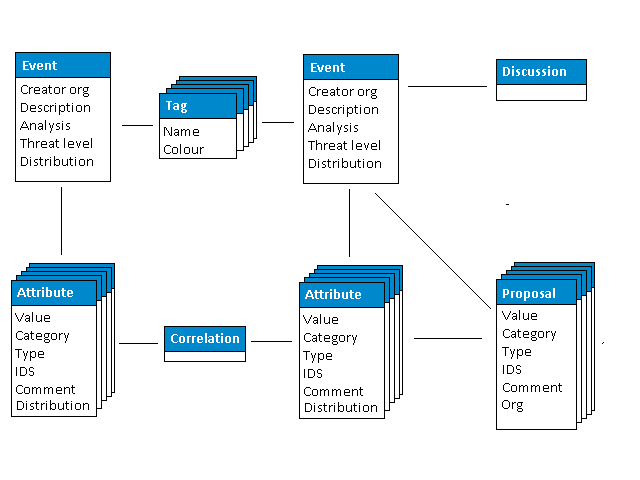 Event
Creator org
Description
Analysis
Threat level
Distribution
Tag
Name
Colour
Event
Creator org
Description
Analysis
Threat level
Distribution
Discussion
Attribute
Value
Category
Type
IDS
Comment
Distribution
Correlation
Attribute
Value
Category
Type
IDS
Comment
Distribution
Proposal
Value
Category
Type
IDS
Comment
Org